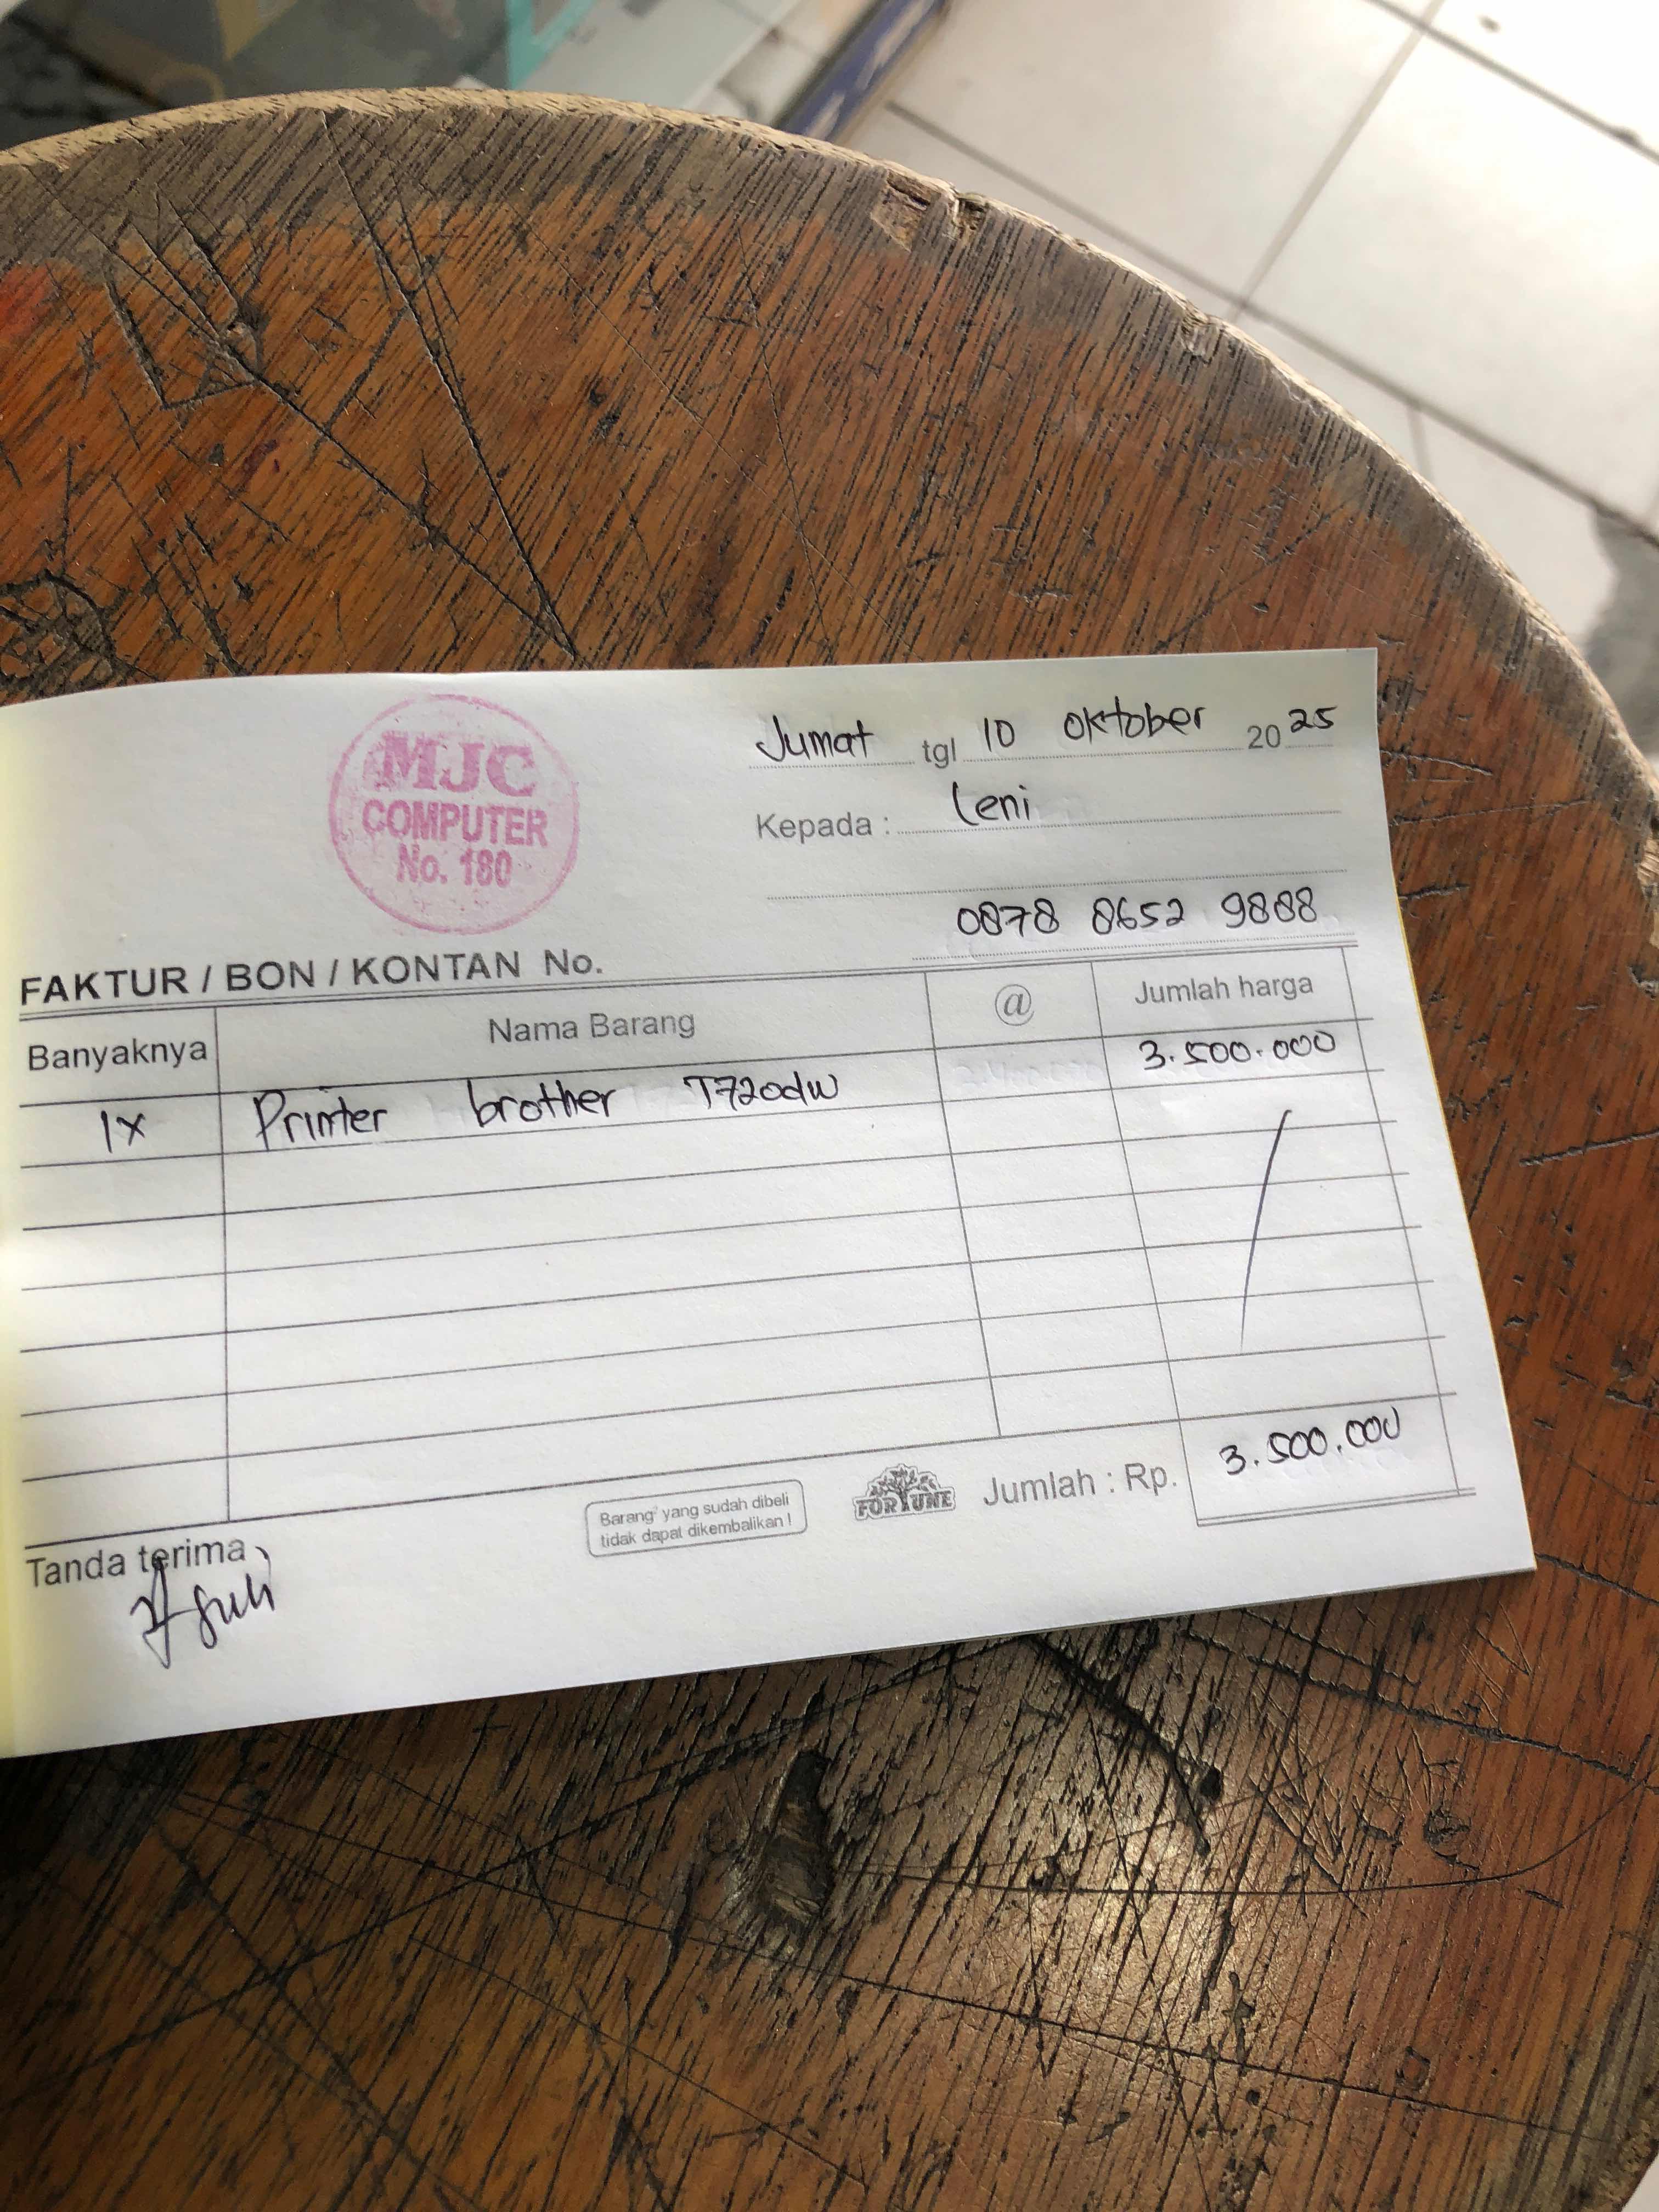 MJC
COMPUTER
No. 180
Jumat tgl 10 Oktober 2025
Kepada : Leni
0878 8652 9888
FAKTUR / BON / KONTAN No.
Banyaknya Nama Barang @ Jumlah harga
1x Printer brother T720dw 3.500.000
Barang² yang sudah dibeli
tidak dapat dikembalikan !
FORTUNE
Jumlah : Rp. 3.500.000
Tanda terima